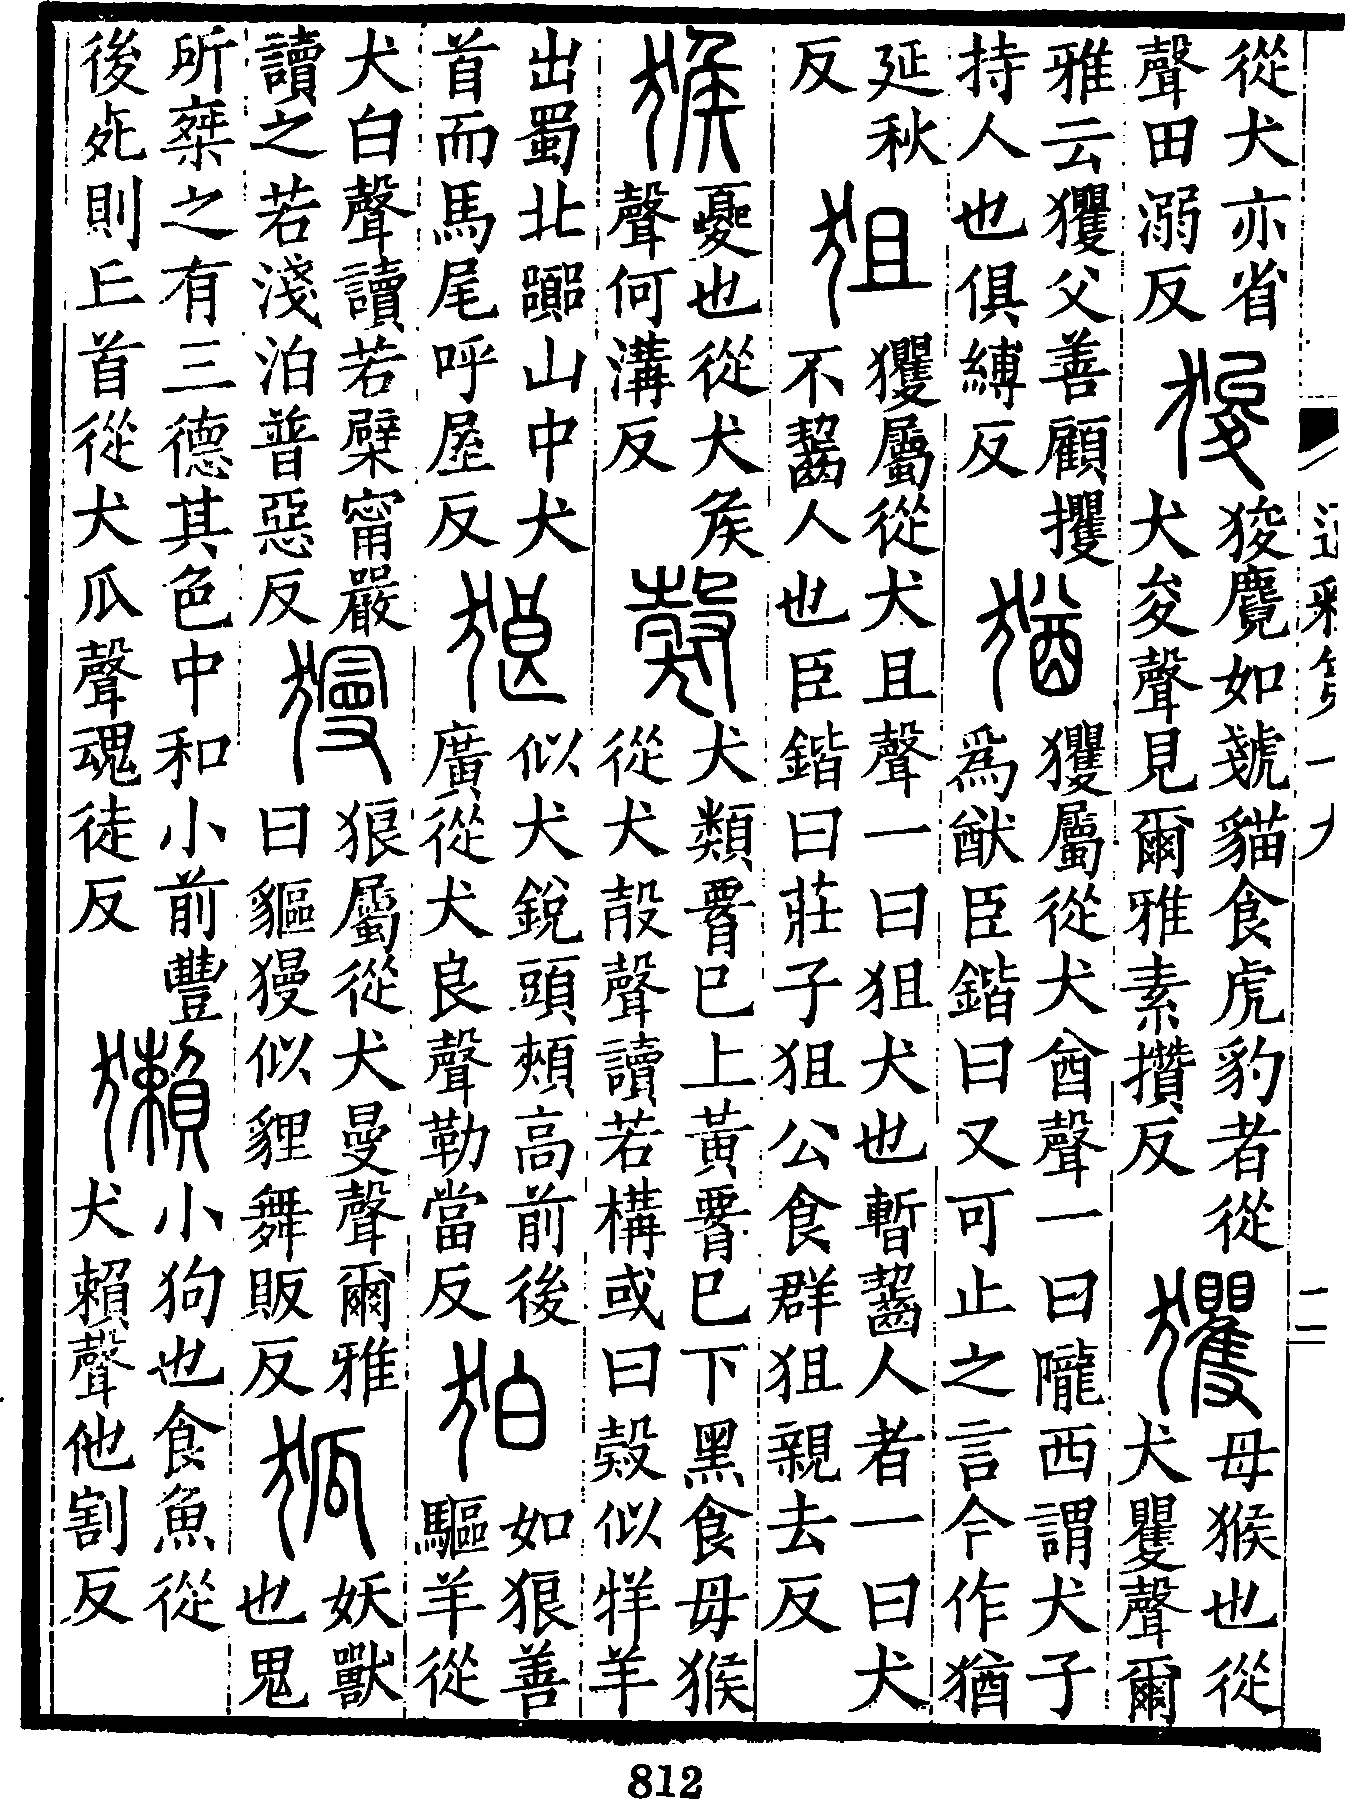 從犬亦省
聲田溺反
狻
狻麑如虦貓食虎豹者從
犬夋聲見爾雅素攢反
玃
母猴也從
犬矍聲爾
雅云玃父善顧攫
持人也俱縛反
猶
玃屬從犬酋聲一曰隴西謂犬子
爲猷臣鍇曰又可止之言今作猶
延秋
反
狙
玃屬從犬且聲一曰狙犬也暫齧人者一曰犬
不齧人也臣鍇曰莊子狙公食群狙親去反
猴
夒也從犬矦
聲何溝反
㺉
犬類𦝫巳上黃𦝫巳下黑食母猴
從犬㱿聲讀若構或曰㺉似牂羊
出蜀北嚻山中犬
首而馬尾呼屋反
狼
似犬銳頭頰高前後
廣從犬良聲勒當反
狛
如狼善
驅羊從
犬白聲讀若檗甯嚴
讀之若淺泊普惡反
獌
狼屬從犬曼聲爾雅
曰貙獌似貍舞販反
狐
妖獸
也鬼
所椉之有三德其色中和小前豐
後死則丘首從犬瓜聲魂徒反
獺
小狗也食魚從
犬賴聲他割反
二
812